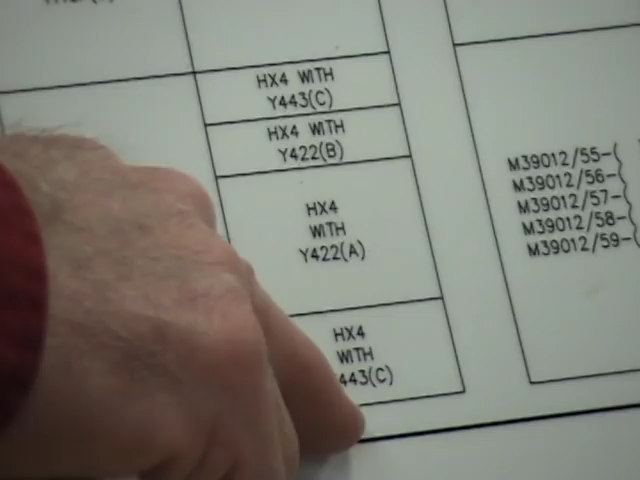 HX4 WITH
Y443(C)
HX4 WITH
Y422(B)
HX4
WITH
Y422(A)
HX4
WITH
443(C)
M39012/55-
M39012/56-
M39012/57-
M39012/58-
M39012/59-